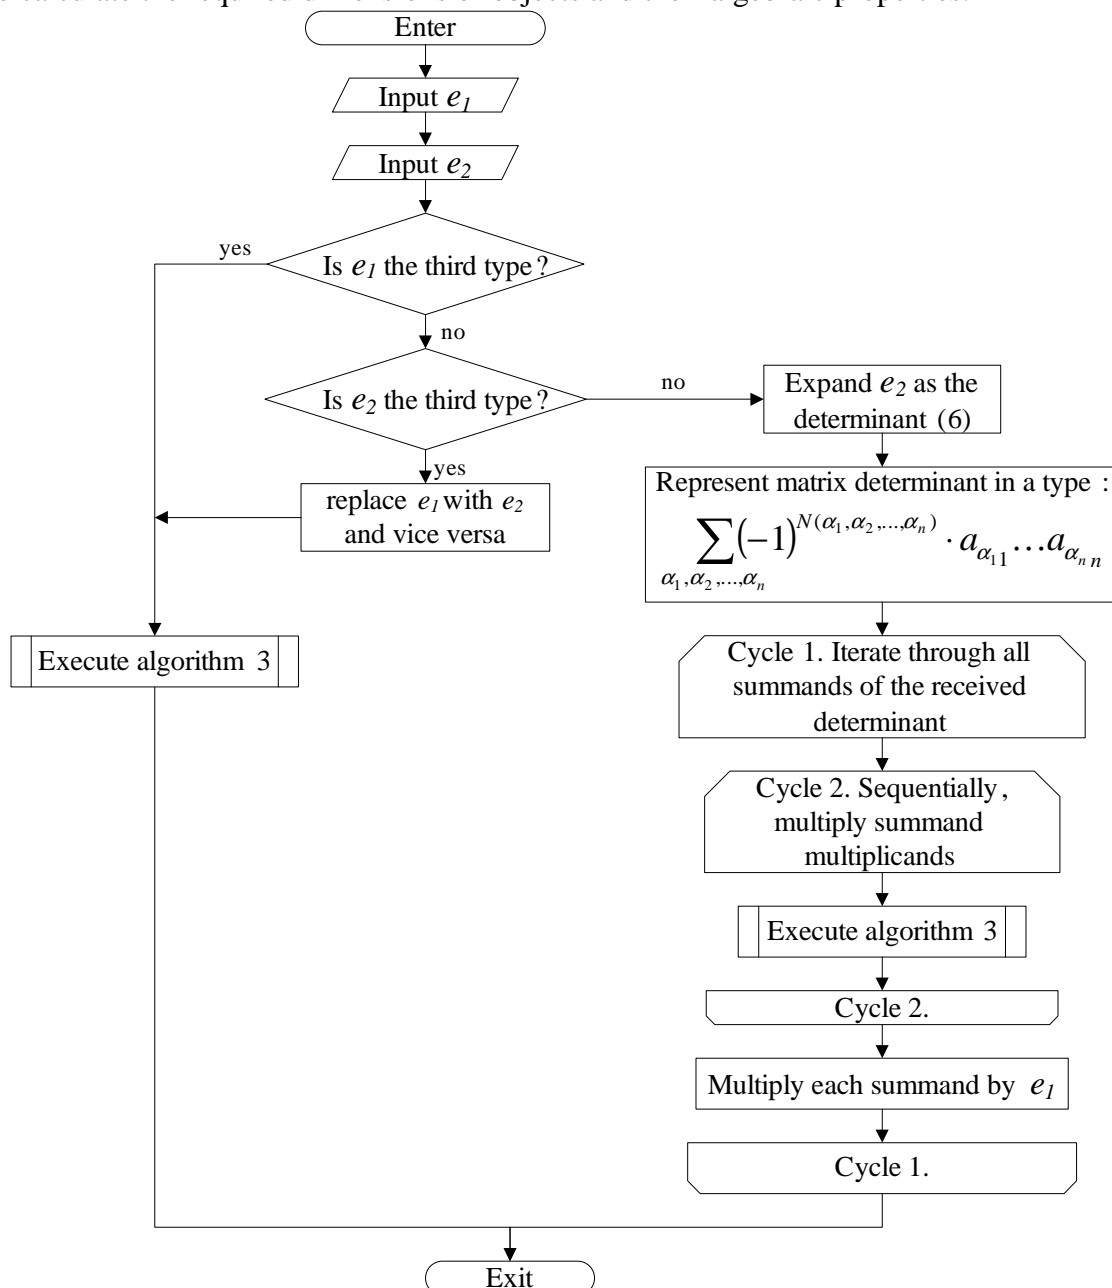 Enter
Input e₁
Input e₂
yes
Is e₁ the third type?
no
Is e₂ the third type?
no
Expand e₂ as the
determinant (6)
yes
replace e₁ with e₂
and vice versa
Represent matrix determinant in a type :
∑_{α₁,α₂,...,αₙ} (−1)^{N(α₁,α₂,...,αₙ)} · a_{α₁1}…a_{αₙn}
Execute algorithm 3
Cycle 1. Iterate through all
summands of the received
determinant
Cycle 2. Sequentially,
multiply summand
multiplicands
Execute algorithm 3
Cycle 2.
Multiply each summand by e₁
Cycle 1.
Exit